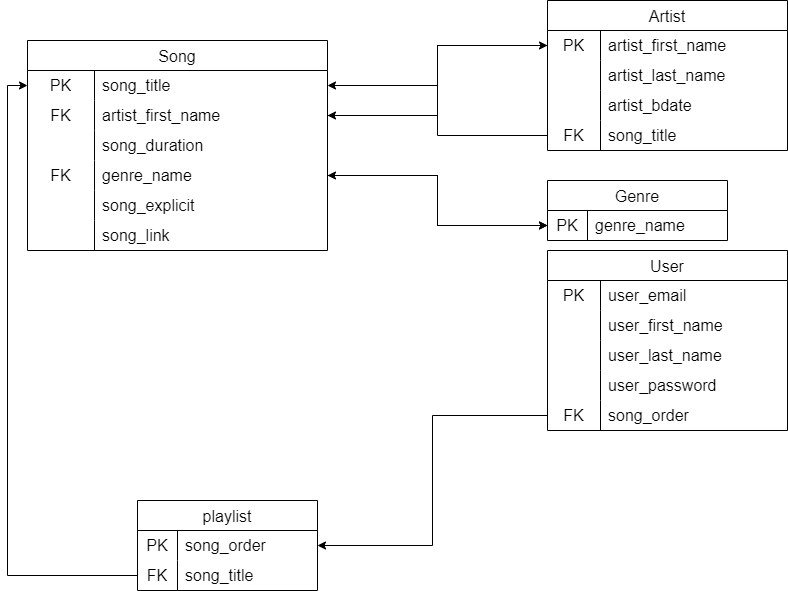 Song
PK song_title
FK artist_first_name
song_duration
FK genre_name
song_explicit
song_link
Artist
PK artist_first_name
artist_last_name
artist_bdate
FK song_title
Genre
PK genre_name
User
PK user_email
user_first_name
user_last_name
user_password
FK song_order
playlist
PK song_order
FK song_title